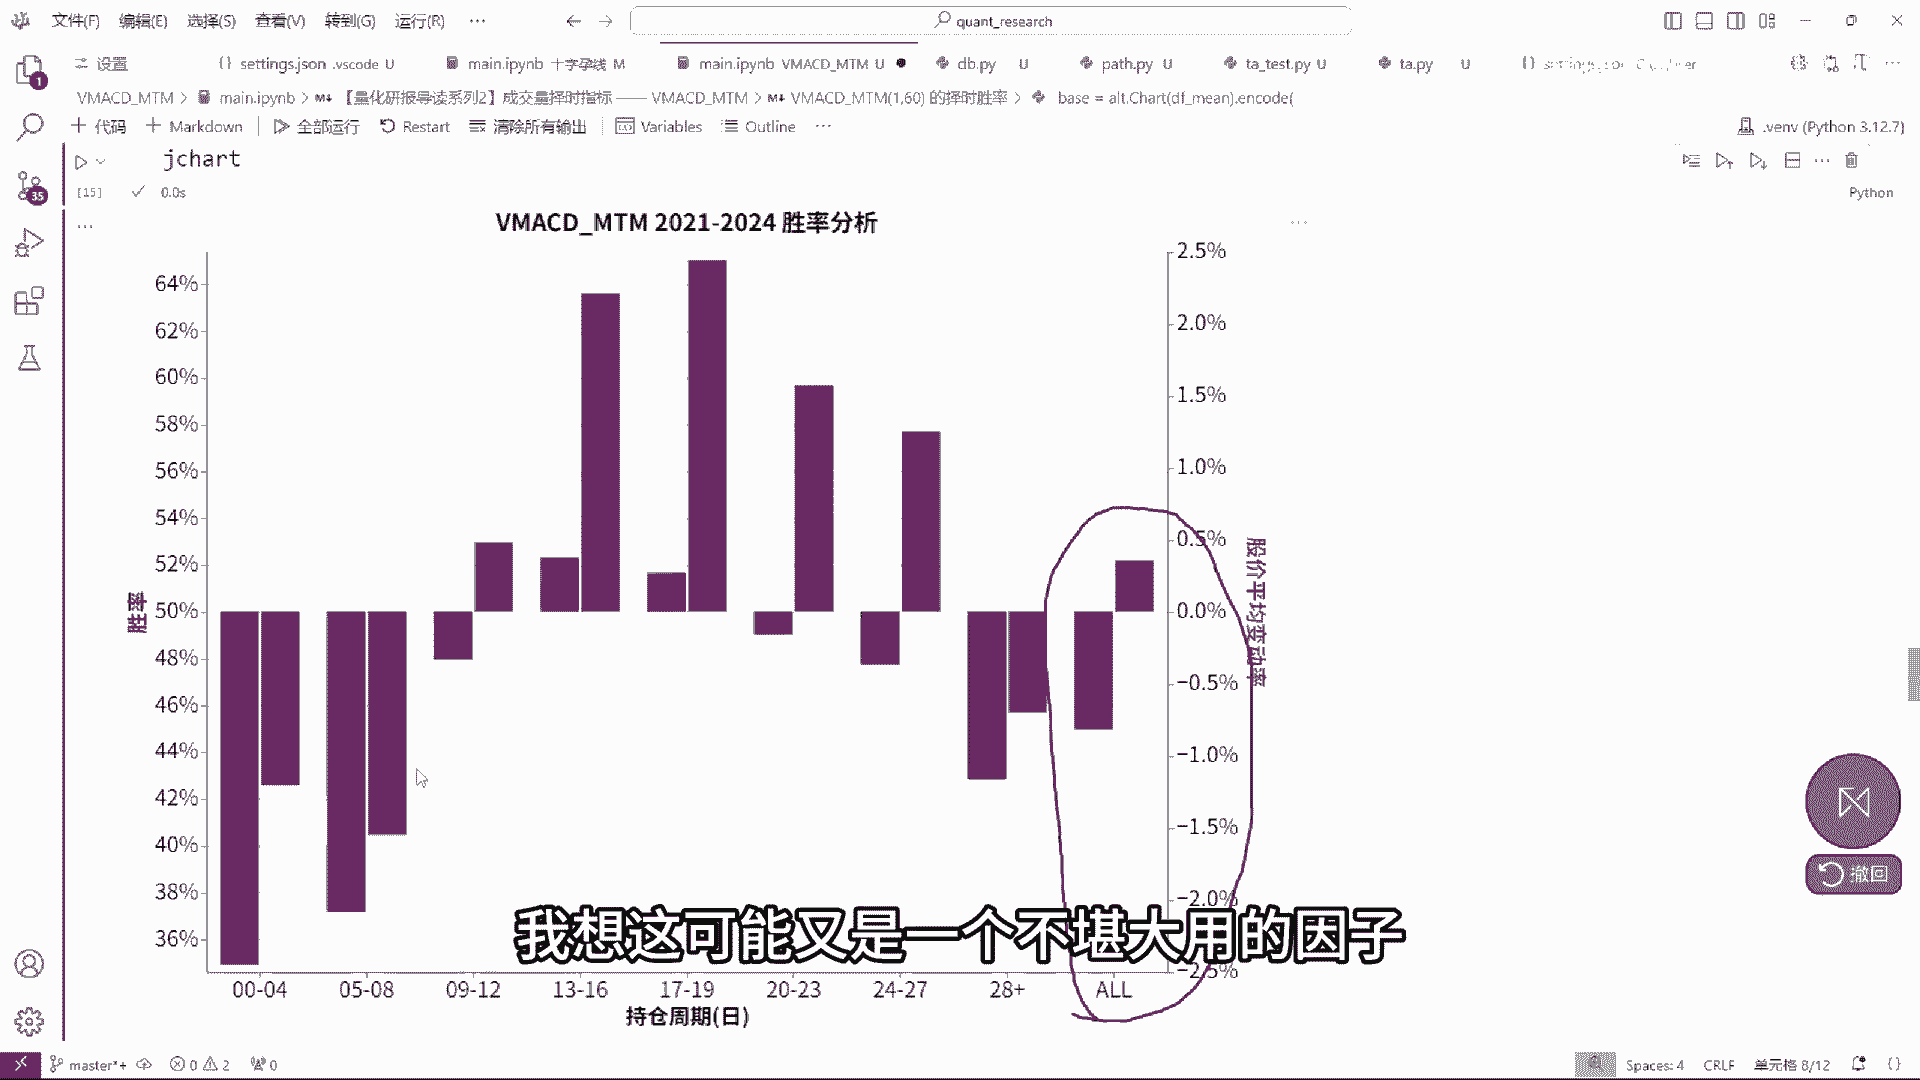 文件(F) 编辑(E) 选择(S) 查看(V) 转到(G) 运行(R) ··· quant_research
设置 settings.json .vscode U main.ipynb 十字孕线 M main.ipynb VMACD_MTM U db.py U path.py U ta_test.py U ta.py U
VMACD_MTM > main.ipynb > M↓ 【量化研报导读系列2】成交量择时指标 —— VMACD_MTM > M↓ VMACD_MTM(1,60) 的择时胜率 > base = alt.Chart(df_mean).encode(
+ 代码 + Markdown 全部运行 Restart 清除所有输出 Variables Outline ··· .venv (Python 3.12.7)
jchart
[15] 0.0s Python
VMACD_MTM 2021-2024 胜率分析
64%
62%
60%
58%
56%
54%
52%
50%
48%
46%
44%
42%
40%
38%
36%
胜率
2.5%
2.0%
1.5%
1.0%
0.5%
0.0%
−0.5%
−1.0%
−1.5%
−2.0%
−2.5%
股价平均变动率
00-04 05-08 09-12 13-16 17-19 20-23 24-27 28+ ALL
持仓周期(日)
我想这可能又是一个不堪大用的因子
撤回
1
35
master*+ 0 2 0 Spaces: 4 CRLF 单元格 8/12